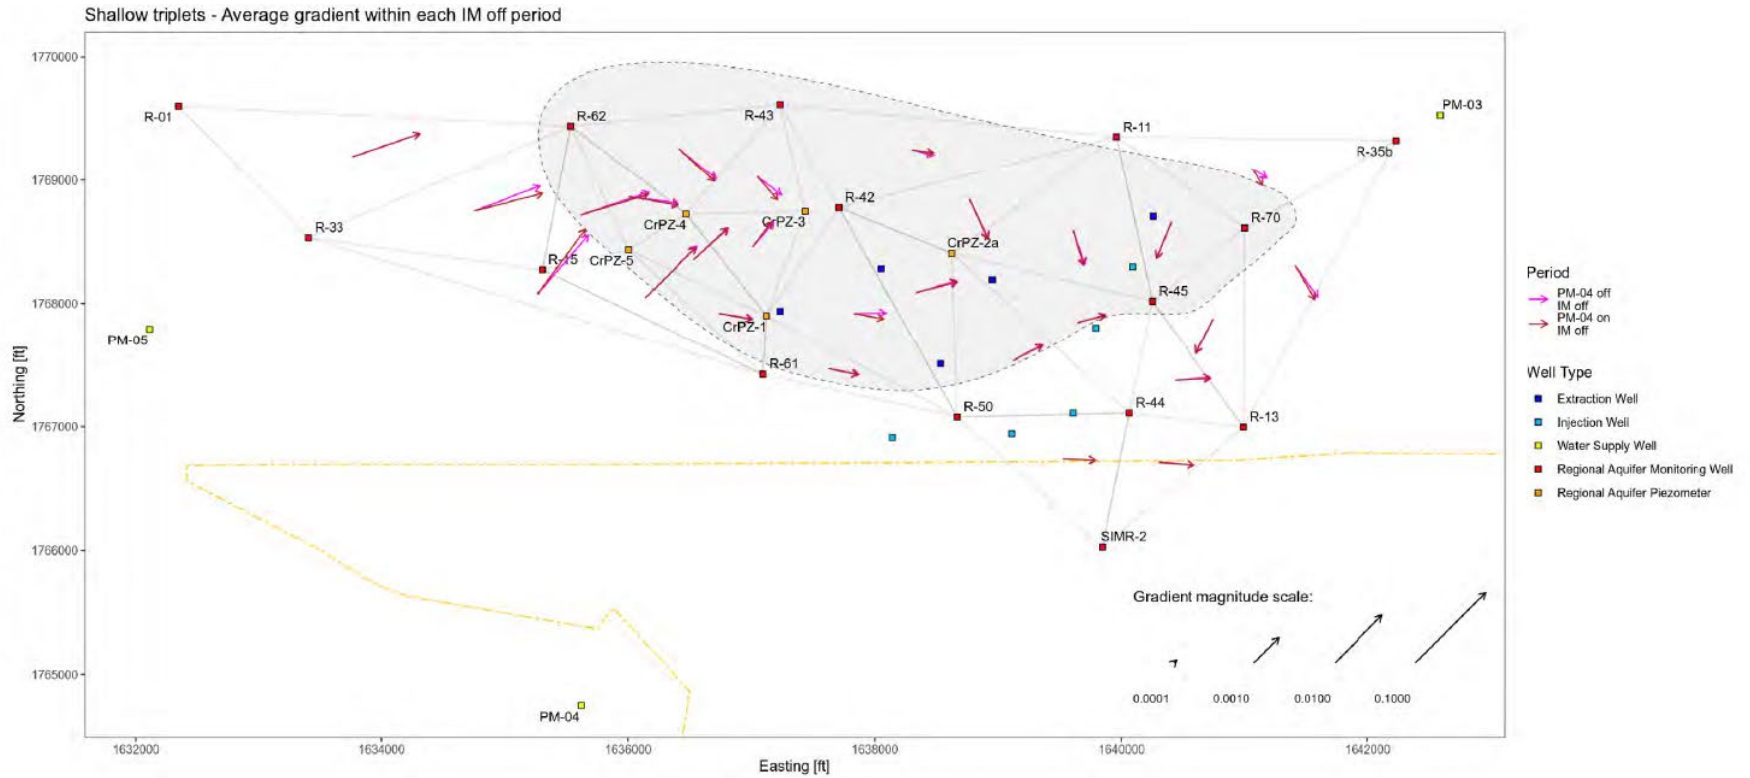 Shallow triplets - Average gradient within each IM off period
1770000
1769000
1768000
1767000
1766000
1765000
Northing [ft]
R-01
R-62
R-43
R-11
PM-03
R-35b
R-33
R-42
CrPZ-4
CrPZ-3
R-70
CrPZ-2a
R-15
CrPZ-5
R-45
CrPZ-1
PM-05
R-61
R-50
R-44
R-13
SIMR-2
PM-04
Gradient magnitude scale:
0.0001
0.0010
0.0100
0.1000
1632000
1634000
1636000
1638000
1640000
1642000
Easting [ft]
Period
PM-04 off
IM off
PM-04 on
IM off
Well Type
Extraction Well
Injection Well
Water Supply Well
Regional Aquifer Monitoring Well
Regional Aquifer Piezometer